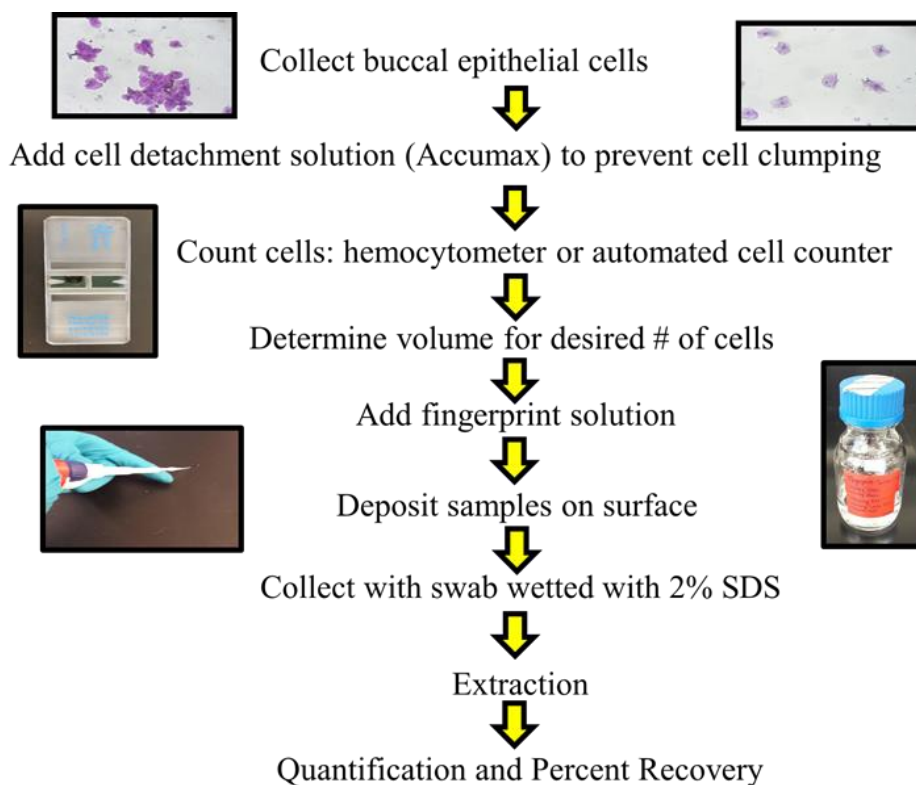 Collect buccal epithelial cells
Add cell detachment solution (Accumax) to prevent cell clumping
Count cells: hemocytometer or automated cell counter
Determine volume for desired # of cells
Add fingerprint solution
Deposit samples on surface
Collect with swab wetted with 2% SDS
Extraction
Quantification and Percent Recovery